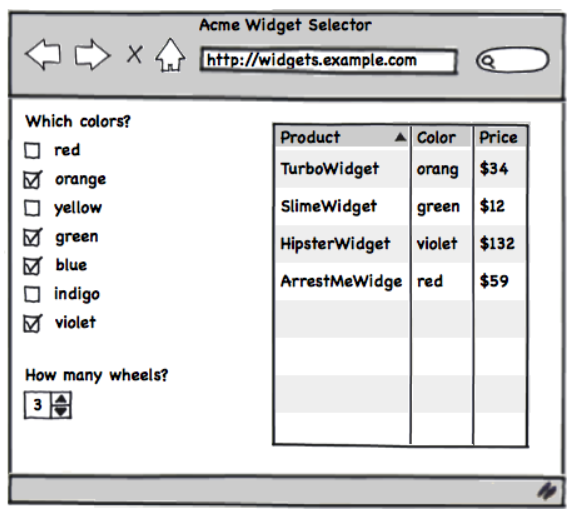 Acme Widget Selector
http://widgets.example.com
Which colors?
red
orange
yellow
green
blue
indigo
violet
How many wheels?
3
Product Color Price
TurboWidget orang $34
SlimeWidget green $12
HipsterWidget violet $132
ArrestMeWidge red $59